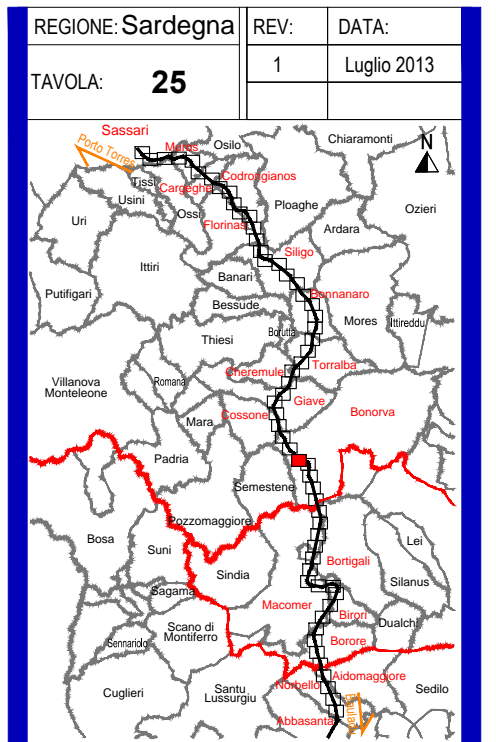 REGIONE: Sardegna
REV:
DATA:
TAVOLA: 25
1
Luglio 2013
Sassari
Porto Torres
Muros
Osilo
Chiaramonti
N
Tissi
Cargeghe
Codrongianos
Usini
Ossi
Ploaghe
Ozieri
Uri
Florinas
Ardara
Siligo
Ittiri
Banari
Putifigari
Bessude
Bonnanaro
Mores
Ittireddu
Thiesi
Borutta
Cheremule
Torralba
Villanova
Monteleone
Romana
Giave
Cossone
Bonorva
Mara
Padria
Semestene
Pozzomaggiore
Bosa
Suni
Lei
Sindia
Bortigali
Silanus
Sagama
Macomer
Birori
Dualchi
Scano di
Montiferro
Sennariolo
Borore
Aidomaggiore
Norbello
Sedilo
Cuglieri
Santu
Lussurgiu
Abbasanta